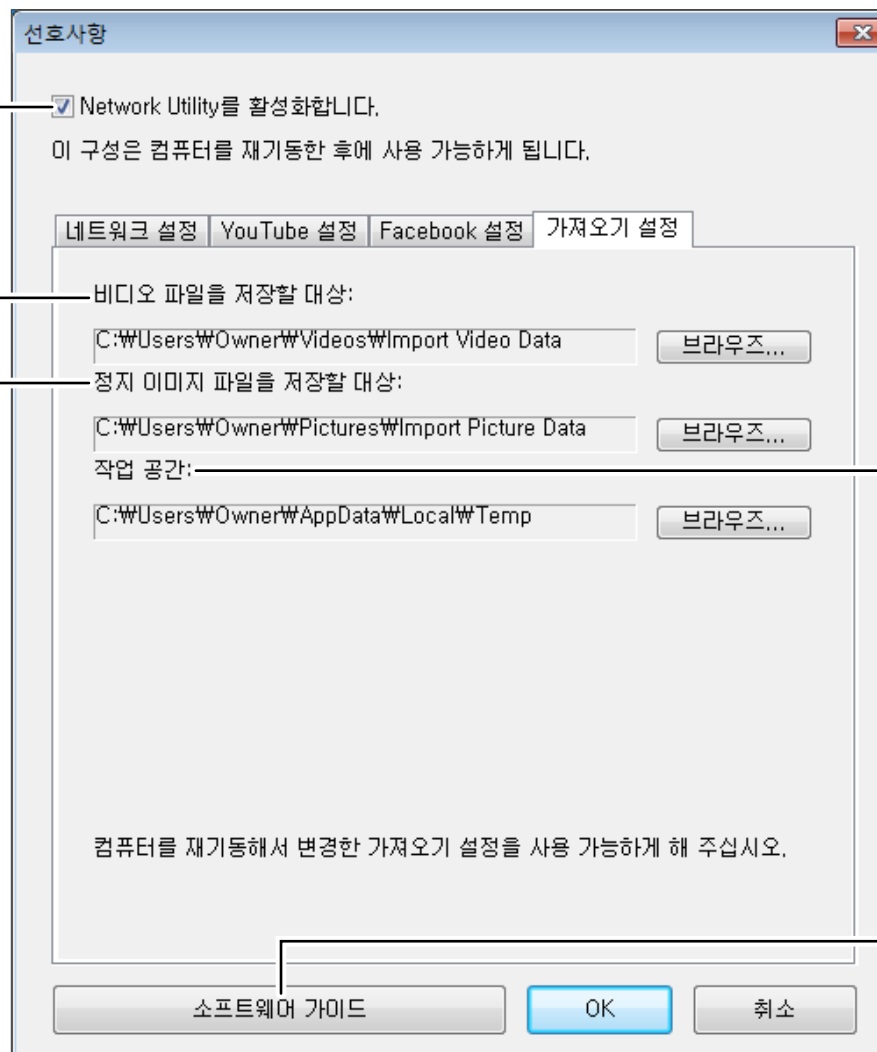 선호사항
Network Utility를 활성화합니다.
이 구성은 컴퓨터를 재기동한 후에 사용 가능하게 됩니다.
네트워크 설정 YouTube 설정 Facebook 설정 가져오기 설정
비디오 파일을 저장할 대상:
C:₩Users₩Owner₩Videos₩Import Video Data 브라우즈...
정지 이미지 파일을 저장할 대상:
C:₩Users₩Owner₩Pictures₩Import Picture Data 브라우즈...
작업 공간:
C:₩Users₩Owner₩AppData₩Local₩Temp 브라우즈...
컴퓨터를 재기동해서 변경한 가져오기 설정을 사용 가능하게 해 주십시오.
소프트웨어 가이드 OK 취소